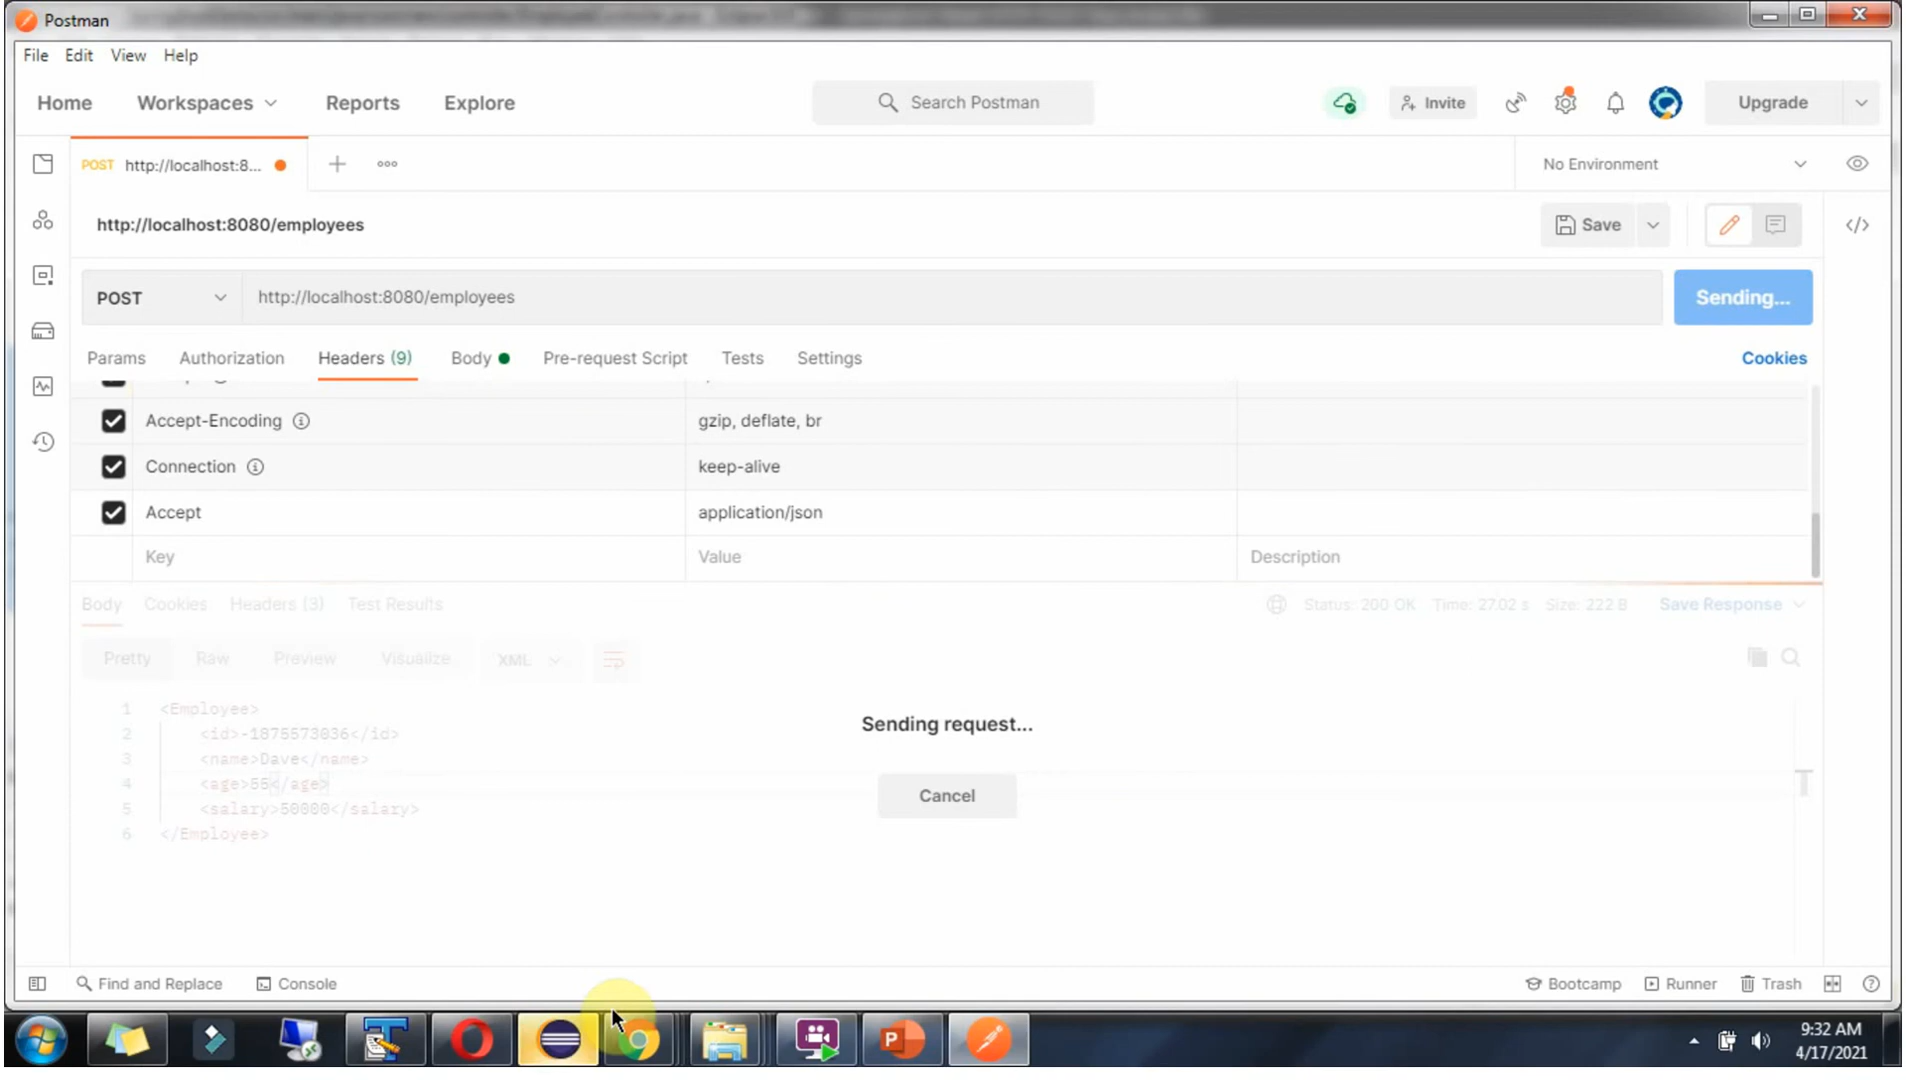 Postman
File Edit View Help
Home Workspaces Reports Explore Search Postman Invite Upgrade
POST http://localhost:8... No Environment
http://localhost:8080/employees Save
POST http://localhost:8080/employees Sending...
Params Authorization Headers (9) Body Pre-request Script Tests Settings Cookies
Accept-Encoding gzip, deflate, br
Connection keep-alive
Accept application/json
Key Value Description
Body Cookies Headers (3) Test Results Status: 200 OK Time: 27.02 s Size: 222 B Save Response
Pretty Raw Preview Visualize XML
1 <Employee>
2 <id>-1875573036</id>
3 <name>Dave</name>
4 <age>55</age>
5 <salary>50000</salary>
6 </Employee>
Sending request...
Cancel
Find and Replace Console Bootcamp Runner Trash
9:32 AM
4/17/2021